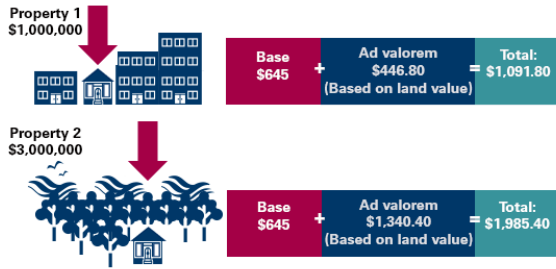 Property 1
$1,000,000
Base
$645
+
Ad valorem
$446.80
(Based on land value)
=
Total:
$1,091.80
Property 2
$3,000,000
Base
$645
+
Ad valorem
$1,340.40
(Based on land value)
=
Total:
$1,985.40